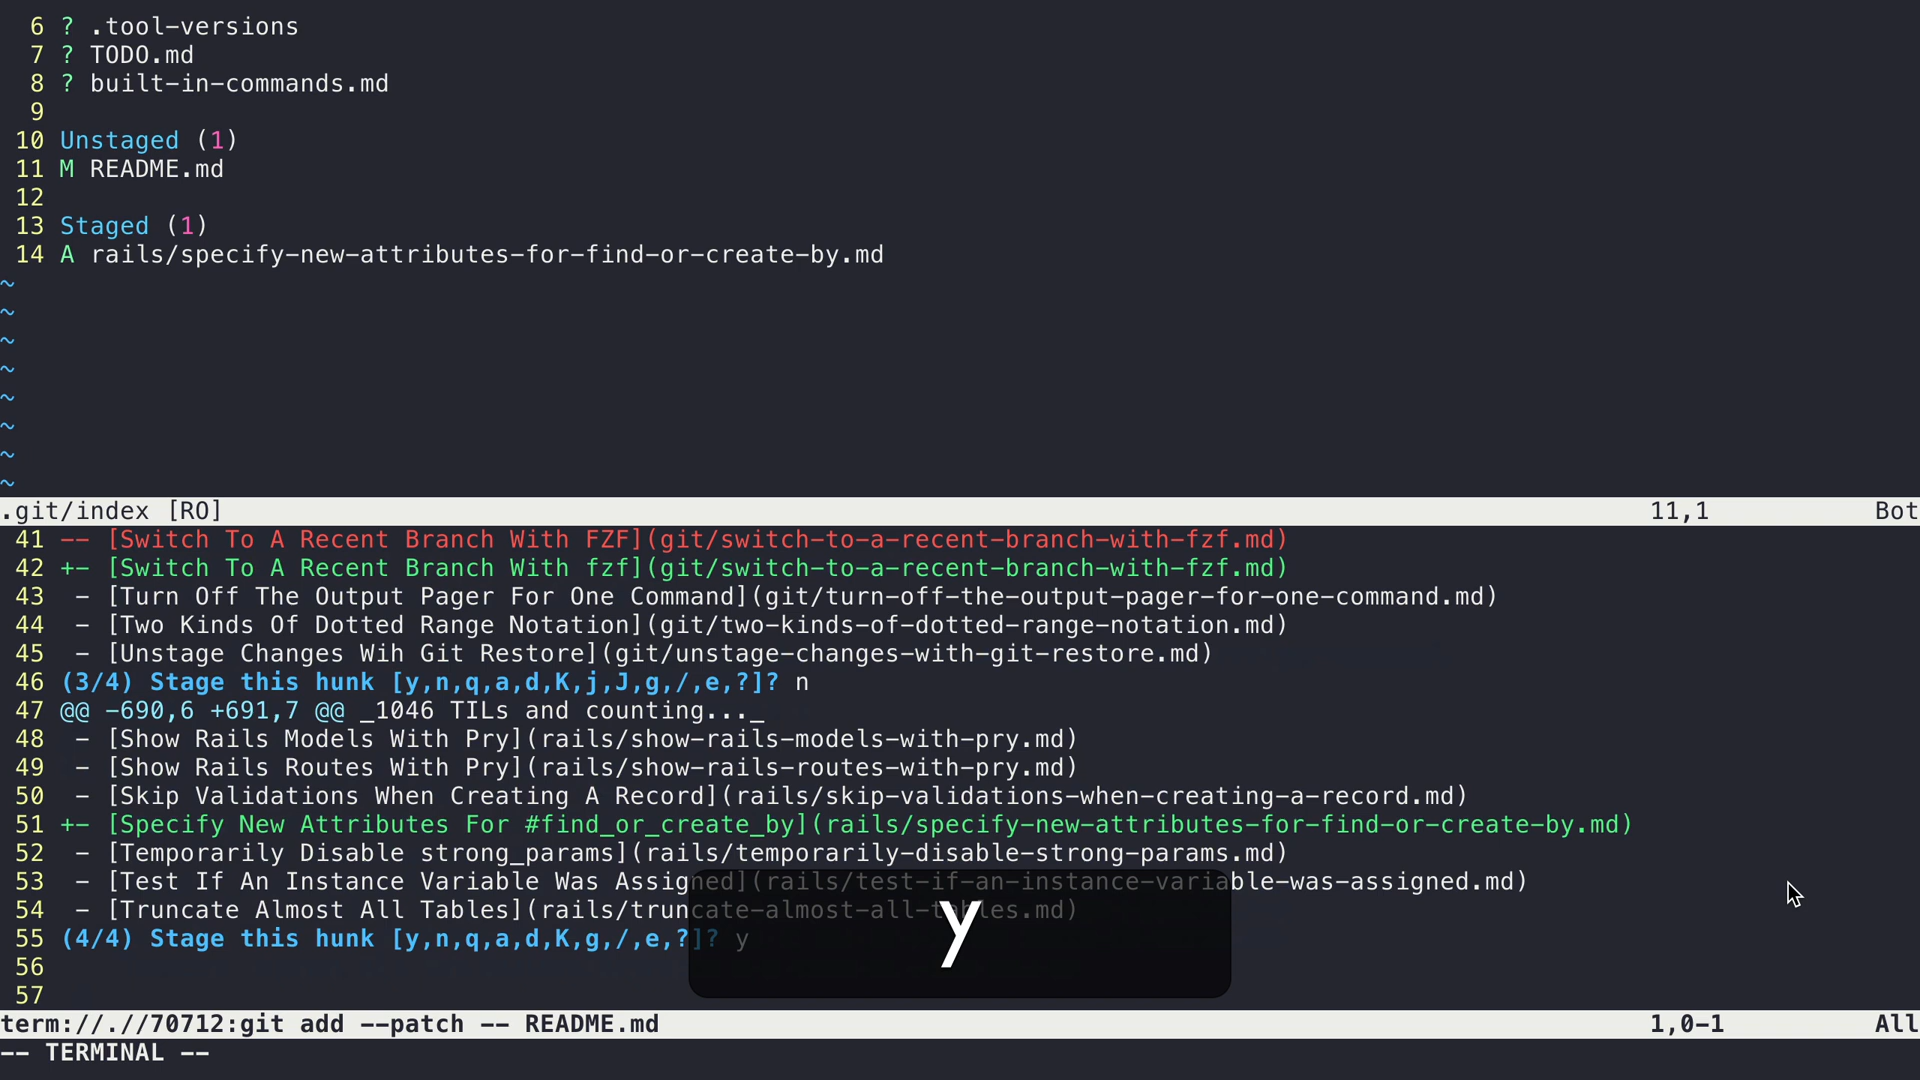 6 ? .tool-versions
7 ? TODO.md
8 ? built-in-commands.md
9
10 Unstaged (1)
11 M README.md
12
13 Staged (1)
14 A rails/specify-new-attributes-for-find-or-create-by.md
~
~
~
~
~
~
~
~
.git/index [RO] 11,1 Bot
41 -- [Switch To A Recent Branch With FZF](git/switch-to-a-recent-branch-with-fzf.md)
42 +- [Switch To A Recent Branch With fzf](git/switch-to-a-recent-branch-with-fzf.md)
43 - [Turn Off The Output Pager For One Command](git/turn-off-the-output-pager-for-one-command.md)
44 - [Two Kinds Of Dotted Range Notation](git/two-kinds-of-dotted-range-notation.md)
45 - [Unstage Changes Wih Git Restore](git/unstage-changes-with-git-restore.md)
46 (3/4) Stage this hunk [y,n,q,a,d,K,j,J,g,/,e,?]? n
47 @@ -690,6 +691,7 @@ _1046 TILs and counting..._
48 - [Show Rails Models With Pry](rails/show-rails-models-with-pry.md)
49 - [Show Rails Routes With Pry](rails/show-rails-routes-with-pry.md)
50 - [Skip Validations When Creating A Record](rails/skip-validations-when-creating-a-record.md)
51 +- [Specify New Attributes For #find_or_create_by](rails/specify-new-attributes-for-find-or-create-by.md)
52 - [Temporarily Disable strong_params](rails/temporarily-disable-strong-params.md)
53 - [Test If An Instance Variable Was Assigned](rails/test-if-an-instance-variable-was-assigned.md)
54 - [Truncate Almost All Tables](rails/truncate-almost-all-tables.md)
55 (4/4) Stage this hunk [y,n,q,a,d,K,g,/,e,?]? y
y
56
57
term://.//70712:git add --patch -- README.md 1,0-1 All
-- TERMINAL --